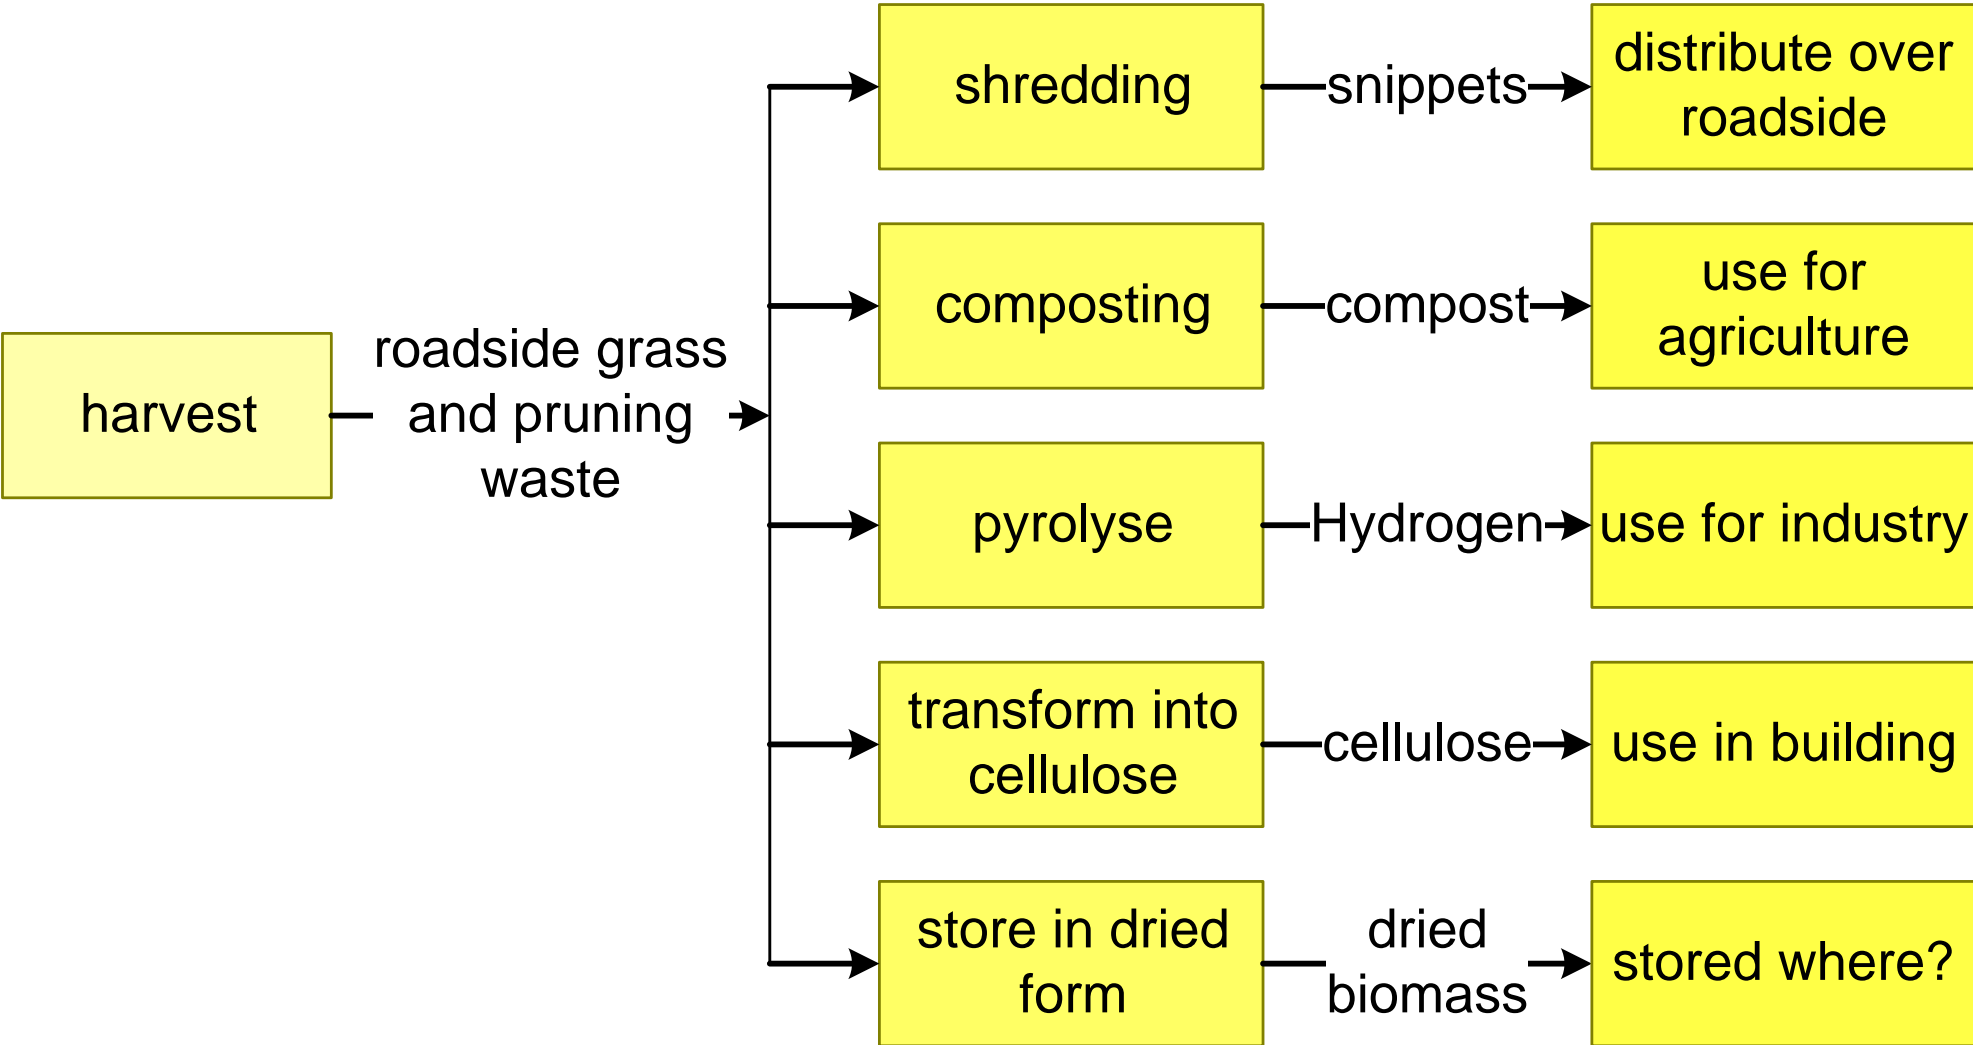 harvest
roadside grass
and pruning
waste
shredding
snippets
distribute over
roadside
composting
compost
use for
agriculture
pyrolyse
Hydrogen
use for industry
transform into
cellulose
cellulose
use in building
store in dried
form
dried
biomass
stored where?